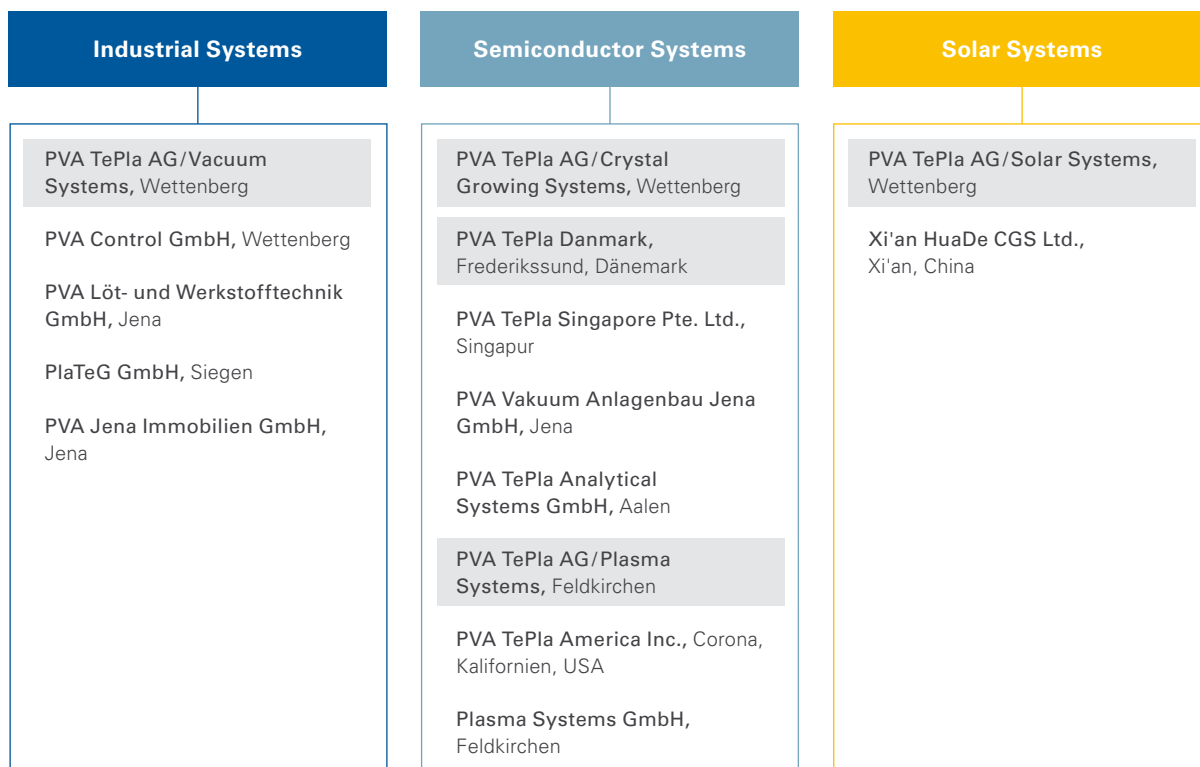 Industrial Systems
PVA TePla AG/Vacuum
Systems, Wettenberg
PVA Control GmbH, Wettenberg
PVA Löt- und Werkstofftechnik
GmbH, Jena
PlaTeG GmbH, Siegen
PVA Jena Immobilien GmbH,
Jena
Semiconductor Systems
PVA TePla AG/Crystal
Growing Systems, Wettenberg
PVA TePla Danmark,
Frederikssund, Dänemark
PVA TePla Singapore Pte. Ltd.,
Singapur
PVA Vakuum Anlagenbau Jena
GmbH, Jena
PVA TePla Analytical
Systems GmbH, Aalen
PVA TePla AG/Plasma
Systems, Feldkirchen
PVA TePla America Inc., Corona,
Kalifornien, USA
Plasma Systems GmbH,
Feldkirchen
Solar Systems
PVA TePla AG/Solar Systems,
Wettenberg
Xi'an HuaDe CGS Ltd.,
Xi'an, China